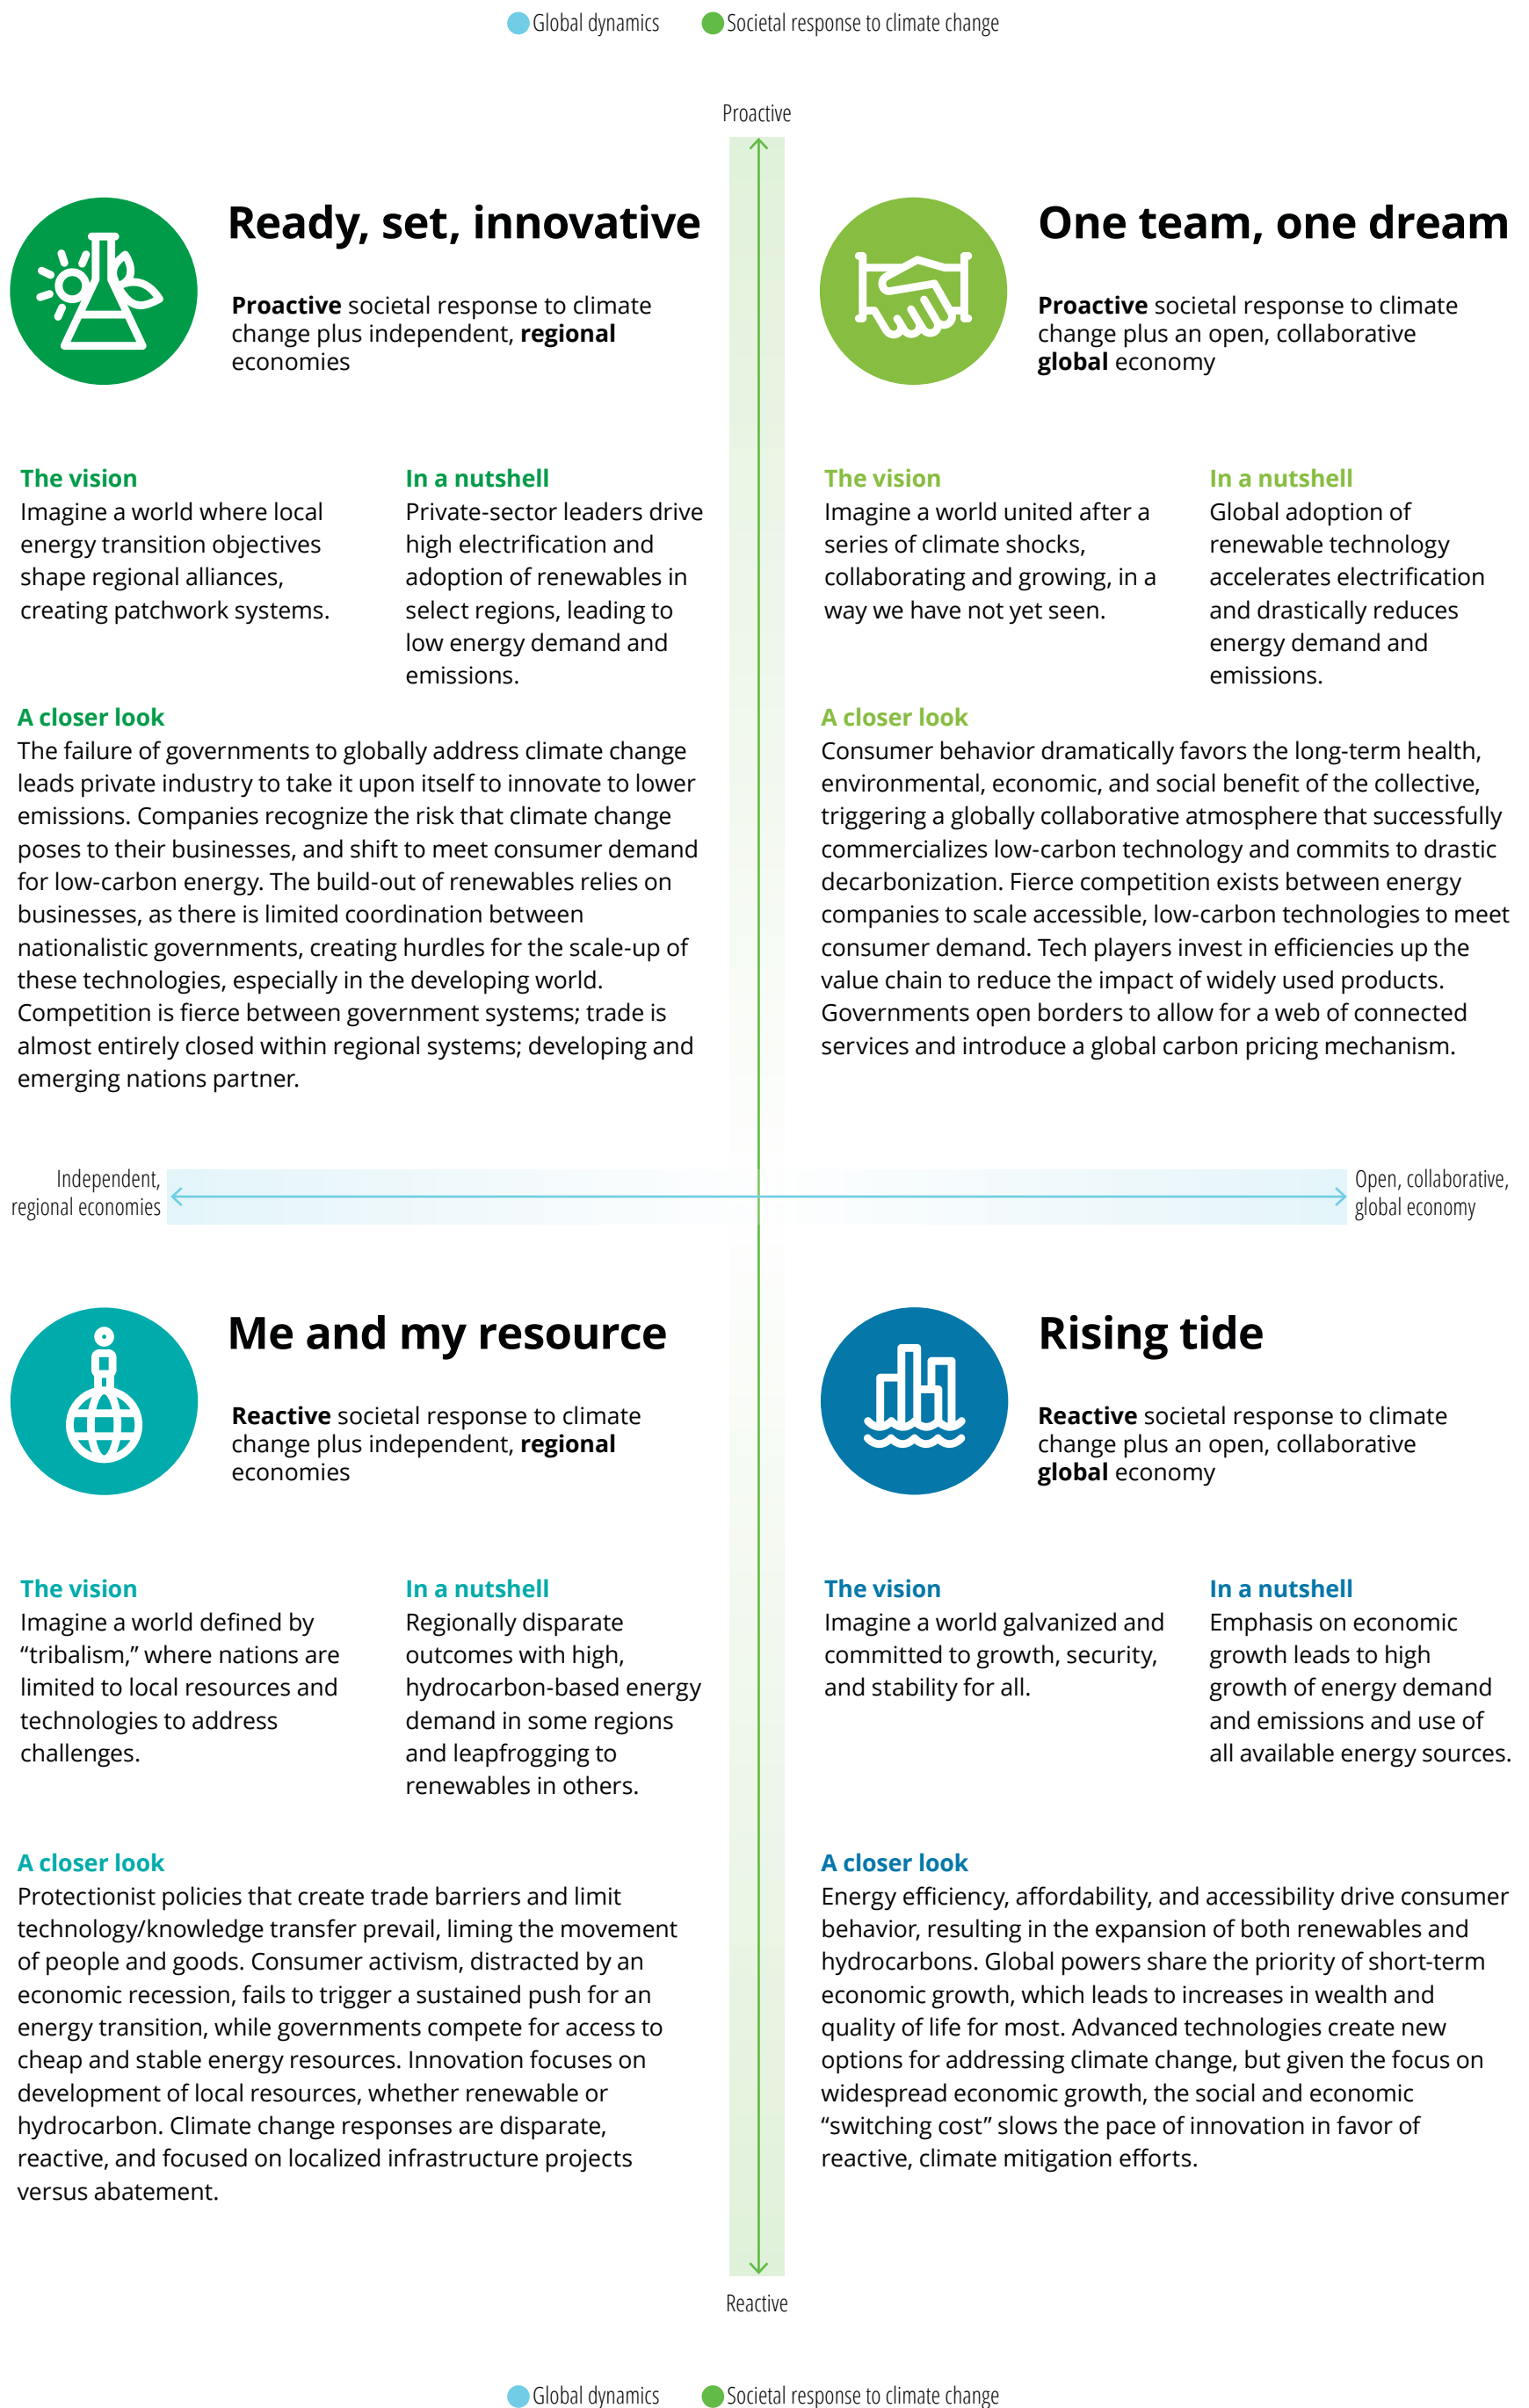 Global dynamics
Societal response to climate change
Proactive
Ready, set, innovative
Proactive societal response to climate
change plus independent, regional
economies
The vision
Imagine a world where local
energy transition objectives
shape regional alliances,
creating patchwork systems.
In a nutshell
Private-sector leaders drive
high electrification and
adoption of renewables in
select regions, leading to
low energy demand and
emissions.
A closer look
The failure of governments to globally address climate change
leads private industry to take it upon itself to innovate to lower
emissions. Companies recognize the risk that climate change
poses to their businesses, and shift to meet consumer demand
for low-carbon energy. The build-out of renewables relies on
businesses, as there is limited coordination between
nationalistic governments, creating hurdles for the scale-up of
these technologies, especially in the developing world.
Competition is fierce between government systems; trade is
almost entirely closed within regional systems; developing and
emerging nations partner.
One team, one dream
Proactive societal response to climate
change plus an open, collaborative
global economy
The vision
Imagine a world united after a
series of climate shocks,
collaborating and growing, in a
way we have not yet seen.
In a nutshell
Global adoption of
renewable technology
accelerates electrification
and drastically reduces
energy demand and
emissions.
A closer look
Consumer behavior dramatically favors the long-term health,
environmental, economic, and social benefit of the collective,
triggering a globally collaborative atmosphere that successfully
commercializes low-carbon technology and commits to drastic
decarbonization. Fierce competition exists between energy
companies to scale accessible, low-carbon technologies to meet
consumer demand. Tech players invest in efficiencies up the
value chain to reduce the impact of widely used products.
Governments open borders to allow for a web of connected
services and introduce a global carbon pricing mechanism.
Independent,
regional economies
Open, collaborative,
global economy
Me and my resource
Reactive societal response to climate
change plus independent, regional
economies
The vision
Imagine a world defined by
“tribalism,” where nations are
limited to local resources and
technologies to address
challenges.
In a nutshell
Regionally disparate
outcomes with high,
hydrocarbon-based energy
demand in some regions
and leapfrogging to
renewables in others.
A closer look
Protectionist policies that create trade barriers and limit
technology/knowledge transfer prevail, liming the movement
of people and goods. Consumer activism, distracted by an
economic recession, fails to trigger a sustained push for an
energy transition, while governments compete for access to
cheap and stable energy resources. Innovation focuses on
development of local resources, whether renewable or
hydrocarbon. Climate change responses are disparate,
reactive, and focused on localized infrastructure projects
versus abatement.
Rising tide
Reactive societal response to climate
change plus an open, collaborative
global economy
The vision
Imagine a world galvanized and
committed to growth, security,
and stability for all.
In a nutshell
Emphasis on economic
growth leads to high
growth of energy demand
and emissions and use of
all available energy sources.
A closer look
Energy efficiency, affordability, and accessibility drive consumer
behavior, resulting in the expansion of both renewables and
hydrocarbons. Global powers share the priority of short-term
economic growth, which leads to increases in wealth and
quality of life for most. Advanced technologies create new
options for addressing climate change, but given the focus on
widespread economic growth, the social and economic
“switching cost” slows the pace of innovation in favor of
reactive, climate mitigation efforts.
Reactive
Global dynamics
Societal response to climate change